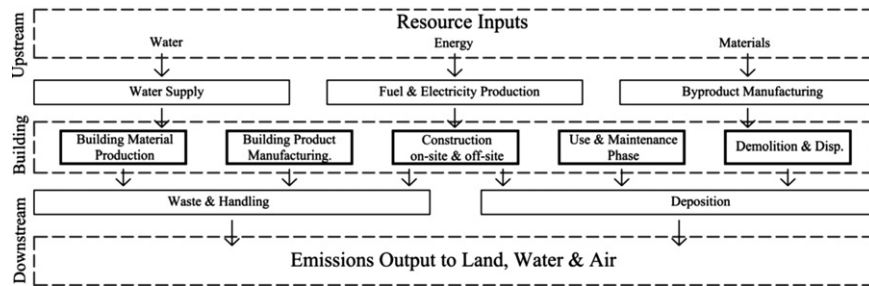 Upstream
Resource Inputs
Water
Energy
Materials
Water Supply
Fuel & Electricity Production
Byproduct Manufacturing
Building
Building Material
Production
Building Product
Manufacturing.
Construction
on-site & off-site
Use & Maintenance
Phase
Demolition & Disp.
Downstream
Waste & Handling
Deposition
Emissions Output to Land, Water & Air